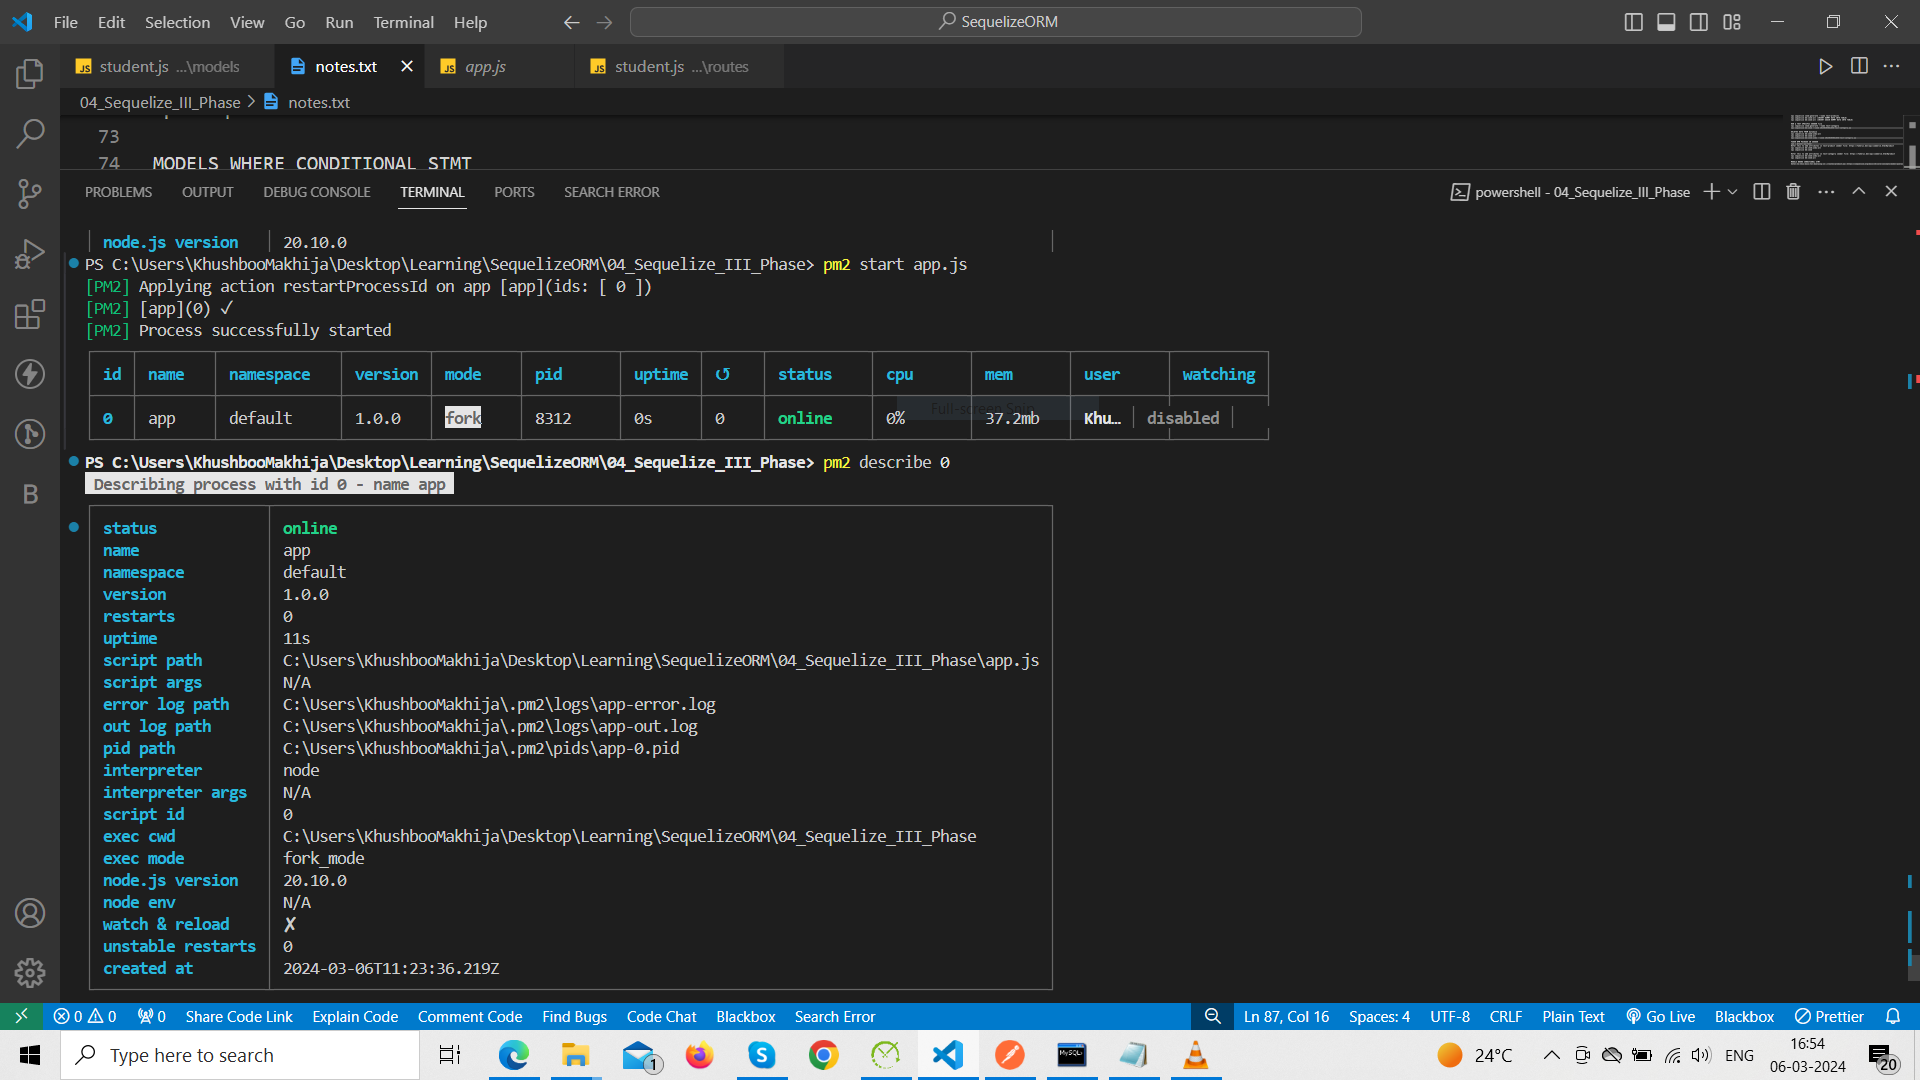 File Edit Selection View Go Run Terminal Help
SequelizeORM
student.js ...\models notes.txt app.js student.js ...\routes
04_Sequelize_III_Phase > notes.txt
73
74 MODELS WHERE CONDITIONAL STMT
PROBLEMS OUTPUT DEBUG CONSOLE TERMINAL PORTS SEARCH ERROR
powershell - 04_Sequelize_III_Phase
node.js version 20.10.0
PS C:\Users\KhushbooMakhija\Desktop\Learning\SequelizeORM\04_Sequelize_III_Phase> pm2 start app.js
[PM2] Applying action restartProcessId on app [app](ids: [ 0 ])
[PM2] [app](0) ✓
[PM2] Process successfully started
id name namespace version mode pid uptime ↺ status cpu mem user watching
0 app default 1.0.0 fork 8312 0s 0 online 0% 37.2mb Khu… disabled
PS C:\Users\KhushbooMakhija\Desktop\Learning\SequelizeORM\04_Sequelize_III_Phase> pm2 describe 0
Describing process with id 0 - name app
status online
name app
namespace default
version 1.0.0
restarts 0
uptime 11s
script path C:\Users\KhushbooMakhija\Desktop\Learning\SequelizeORM\04_Sequelize_III_Phase\app.js
script args N/A
error log path C:\Users\KhushbooMakhija\.pm2\logs\app-error.log
out log path C:\Users\KhushbooMakhija\.pm2\logs\app-out.log
pid path C:\Users\KhushbooMakhija\.pm2\pids\app-0.pid
interpreter node
interpreter args N/A
script id 0
exec cwd C:\Users\KhushbooMakhija\Desktop\Learning\SequelizeORM\04_Sequelize_III_Phase
exec mode fork_mode
node.js version 20.10.0
node env N/A
watch & reload ✘
unstable restarts 0
created at 2024-03-06T11:23:36.219Z
0 0 0 Share Code Link Explain Code Comment Code Find Bugs Code Chat Blackbox Search Error Ln 87, Col 16 Spaces: 4 UTF-8 CRLF Plain Text Go Live Blackbox Prettier
Type here to search 1 24°C ENG 16:54
06-03-2024 20